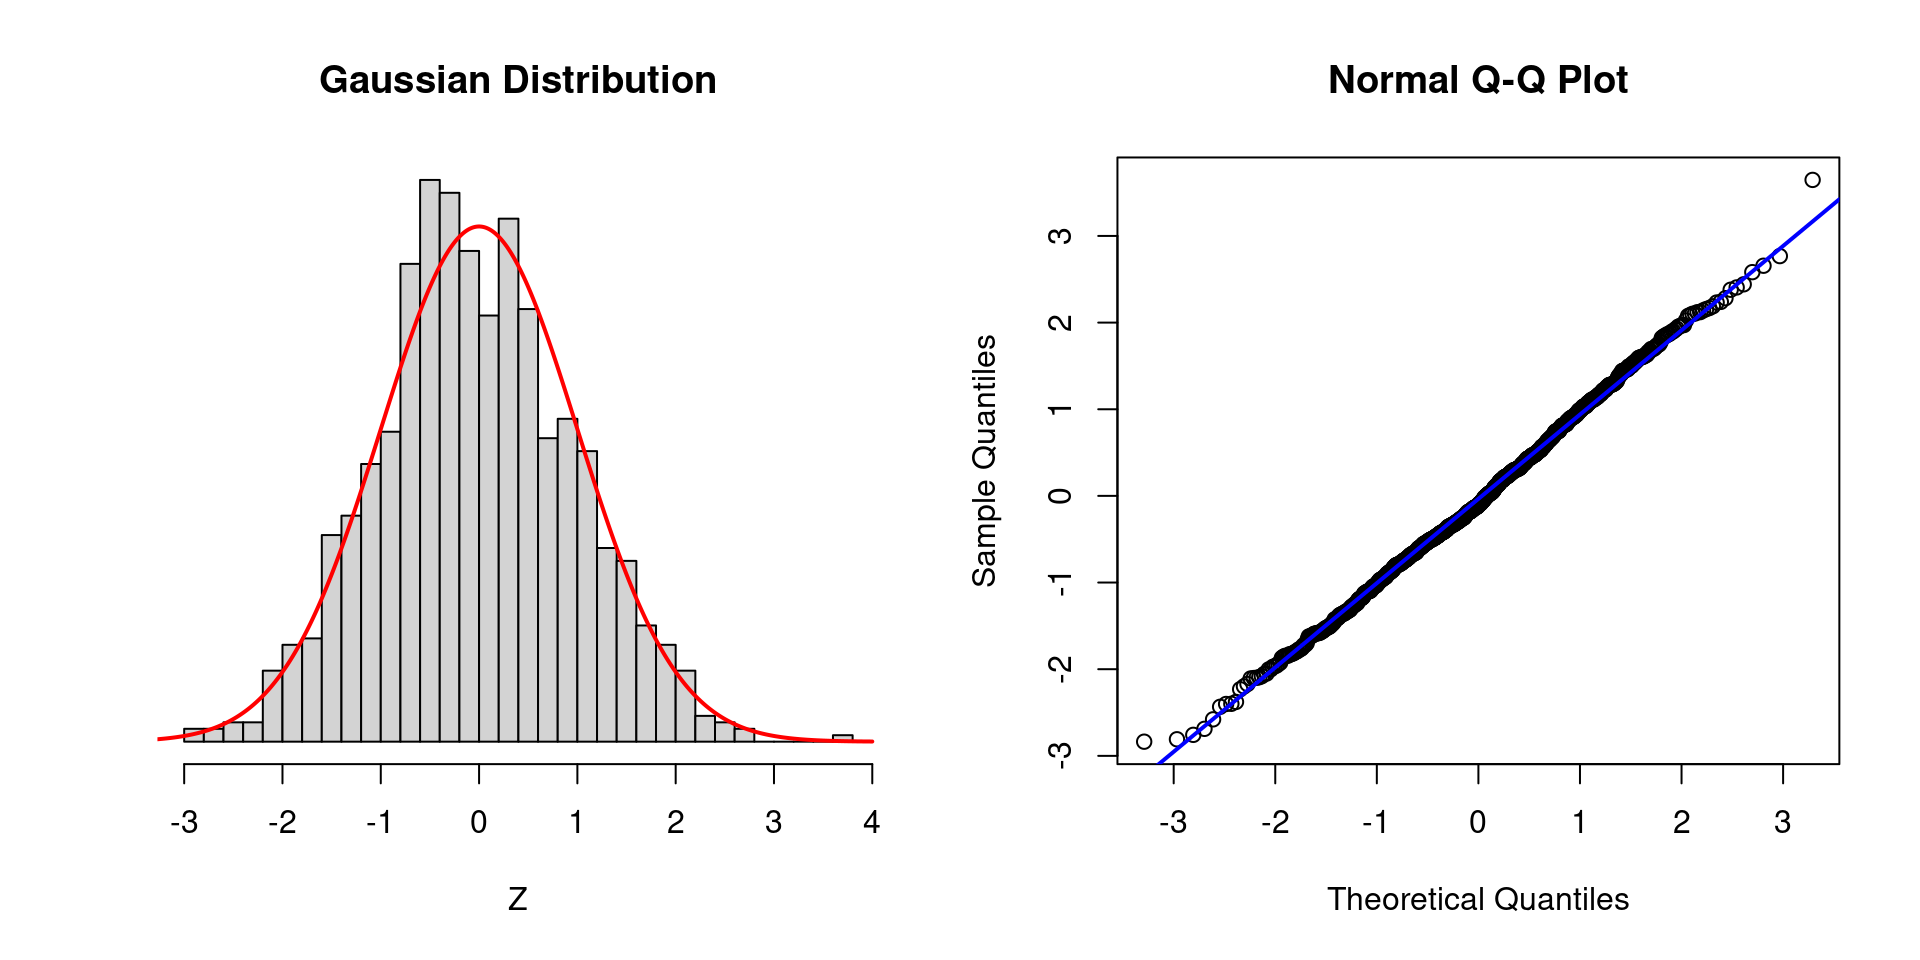 Gaussian Distribution
-3 -2 -1 0 1 2 3 4
Z
Normal Q-Q Plot
Sample Quantiles
3
2
1
0
-1
-2
-3
-3 -2 -1 0 1 2 3
Theoretical Quantiles